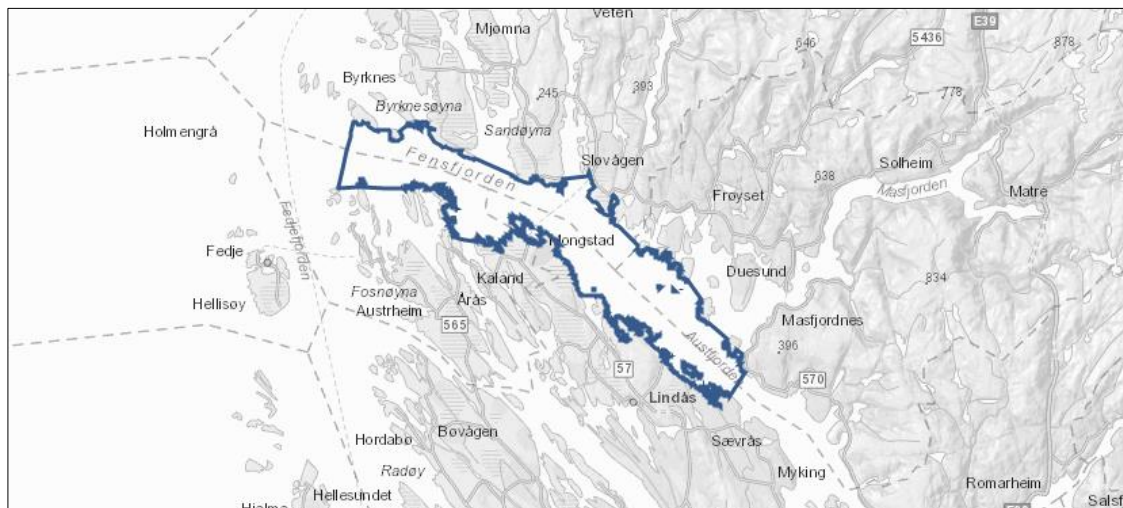 Veten
E39
Mjømna
5436
878
646
Byrknes
778
393
245
Byrknesøyna
Holmengrå
Sandøyna
Fensfjorden
Sløvågen
Solheim
638
Masfjorden
Matre
Frøyset
Fedjefjorden
Mongstad
Fedje
Duesund
834
Kaland
Hellisøy
Fosnøyna
Årås
Austrheim
Masfjordnes
565
Austfjorden
396
57
570
Lindås
Bøvågen
Hordabø
Sævrås
Radøy
Myking
Romarheim
Hellesundet